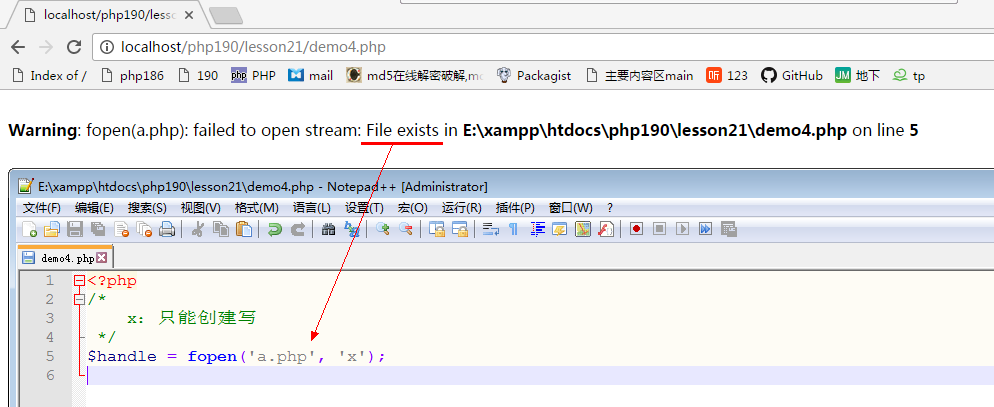 localhost/php190/lesso
localhost/php190/lesson21/demo4.php
Index of / php186 190 PHP mail md5在线解密破解,md Packagist 主要内容区main 听 123 GitHub JM 地下 tp
Warning: fopen(a.php): failed to open stream: File exists in E:\xampp\htdocs\php190\lesson21\demo4.php on line 5
E:\xampp\htdocs\php190\lesson21\demo4.php - Notepad++ [Administrator]
文件(F) 编辑(E) 搜索(S) 视图(V) 格式(M) 语言(L) 设置(T) 宏(O) 运行(R) 插件(P) 窗口(W) ?
demo4.php
1 <?php
2 /*
3 x: 只能创建写
4 */
5 $handle = fopen('a.php', 'x');
6